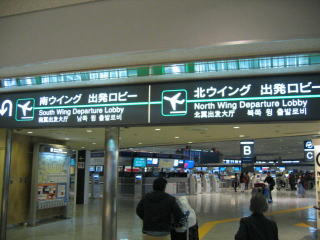 南ウイング 出発ロビー
South Wing Departure Lobby
南翼出发大厅 남쪽 윙 출발로비
北ウイング 出発ロビー
North Wing Departure Lobby
北翼出发大厅 북쪽 윙 출발로비
B
C